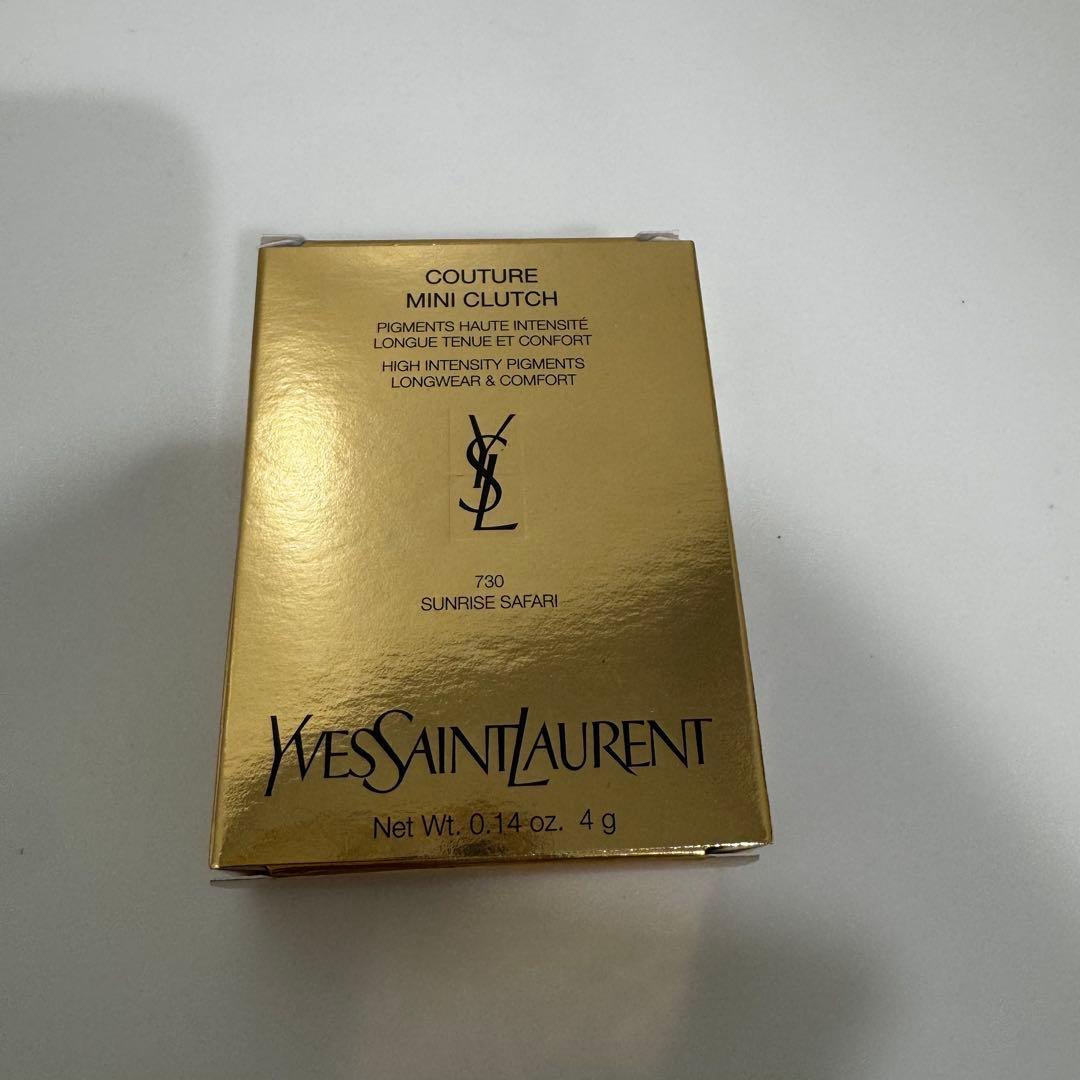 COUTURE
MINI CLUTCH
PIGMENTS HAUTE INTENSITÉ
LONGUE TENUE ET CONFORT
HIGH INTENSITY PIGMENTS
LONGWEAR & COMFORT
YSL
730
SUNRISE SAFARI
YVESSAINTLAURENT
Net Wt. 0.14 oz. 4 g